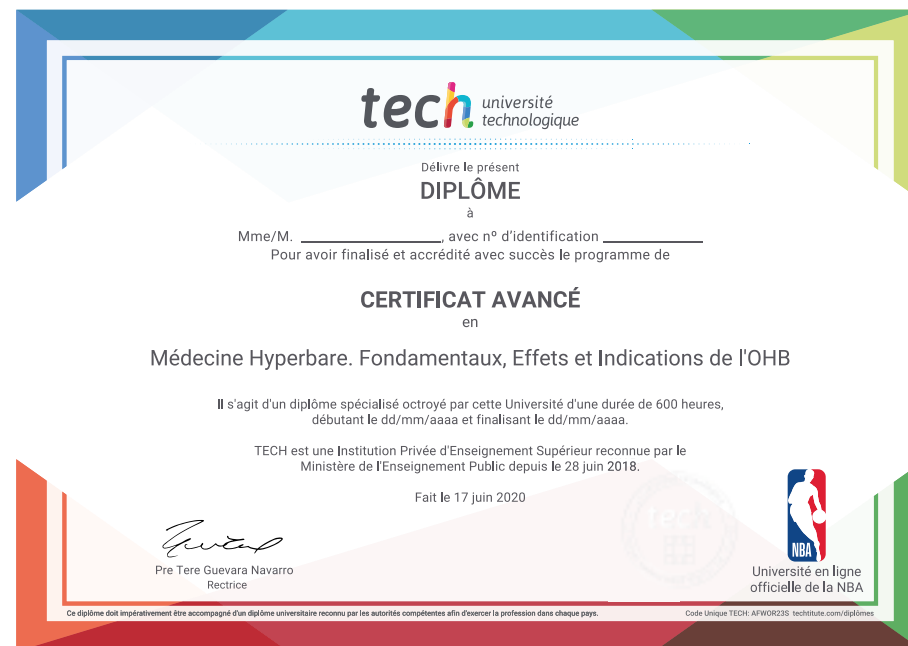 tech université
technologique
Délivre le présent
DIPLÔME
à
Mme/M. ____________________, avec nº d'identification ______________
Pour avoir finalisé et accrédité avec succès le programme de
CERTIFICAT AVANCÉ
en
Médecine Hyperbare. Fondamentaux, Effets et Indications de l'OHB
Il s'agit d'un diplôme spécialisé octroyé par cette Université d'une durée de 600 heures,
débutant le dd/mm/aaaa et finalisant le dd/mm/aaaa.
TECH est une Institution Privée d'Enseignement Supérieur reconnue par le
Ministère de l'Enseignement Public depuis le 28 juin 2018.
Fait le 17 juin 2020
tech
Pre Tere Guevara Navarro
Rectrice
NBA
Université en ligne
officielle de la NBA
Ce diplôme doit impérativement être accompagné d'un diplôme universitaire reconnu par les autorités compétentes afin d'exercer la profession dans chaque pays.
Code Unique TECH: AFWOR23S techtitute.com/diplômes